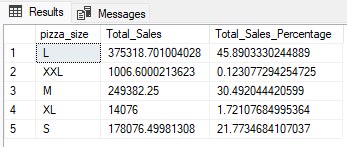 Results Messages
pizza_size Total_Sales Total_Sales_Percentage
1 L 375318.701004028 45.8903330244889
2 XXL 1006.6000213623 0.123077294254725
3 M 249382.25 30.492044420599
4 XL 14076 1.72107684995364
5 S 178076.49981308 21.7734684107037